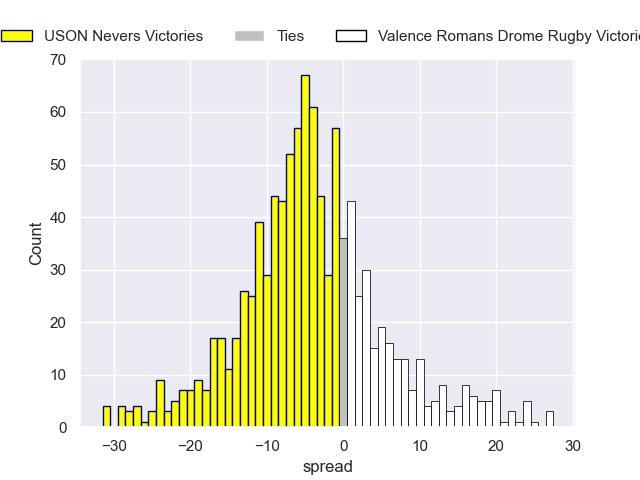 USON Nevers Victories Ties Valence Romans Drome Rugby Victorie
70
60
50
40
30
20
10
0
Count
−30 −20 −10 0 10 20 30
spread